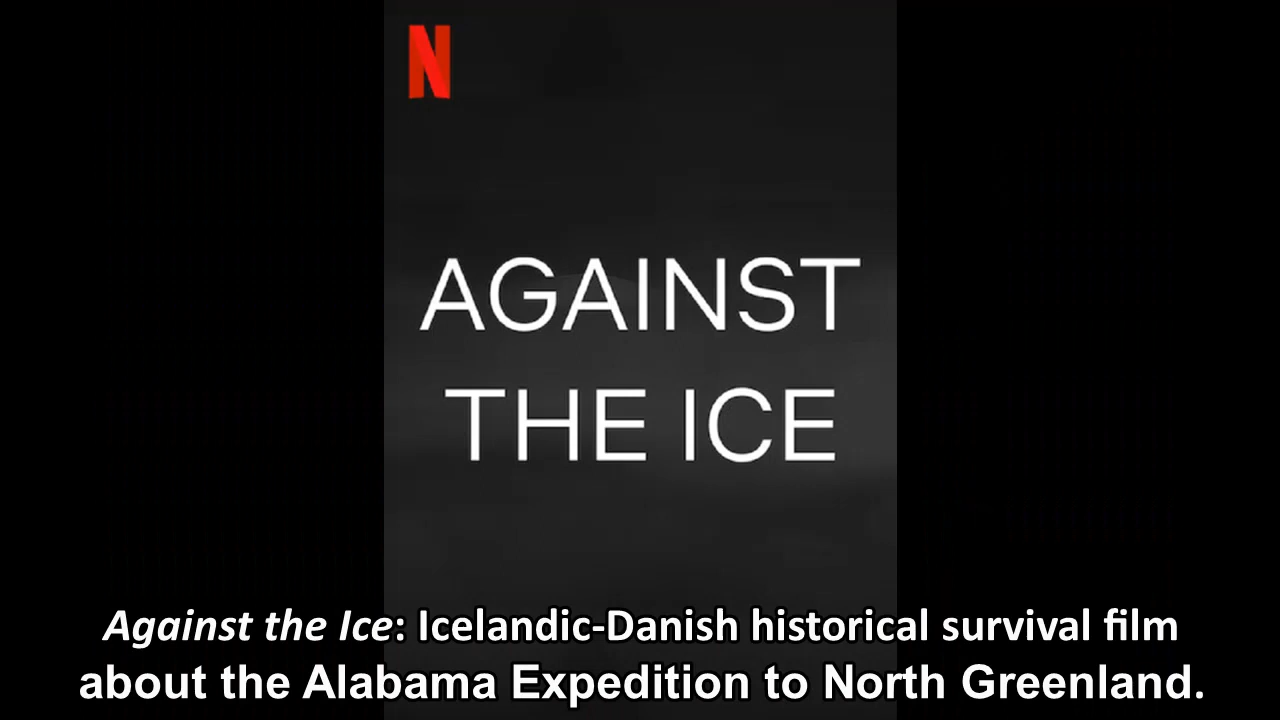 N
AGAINST
THE ICE
Against the Ice: Icelandic-Danish historical survival film
about the Alabama Expedition to North Greenland.